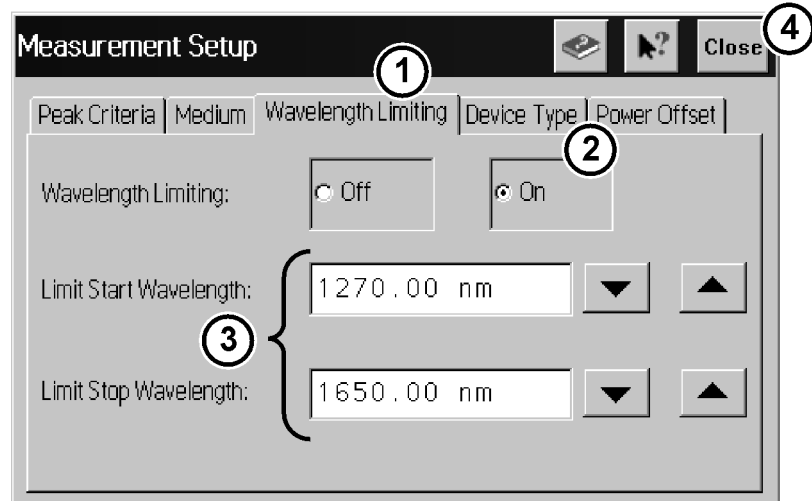 Measurement Setup ? ? Close 4
1
Peak Criteria Medium Wavelength Limiting Device Type Power Offset
2
Wavelength Limiting: Off On
Limit Start Wavelength: 1270.00 nm
3
Limit Stop Wavelength: 1650.00 nm